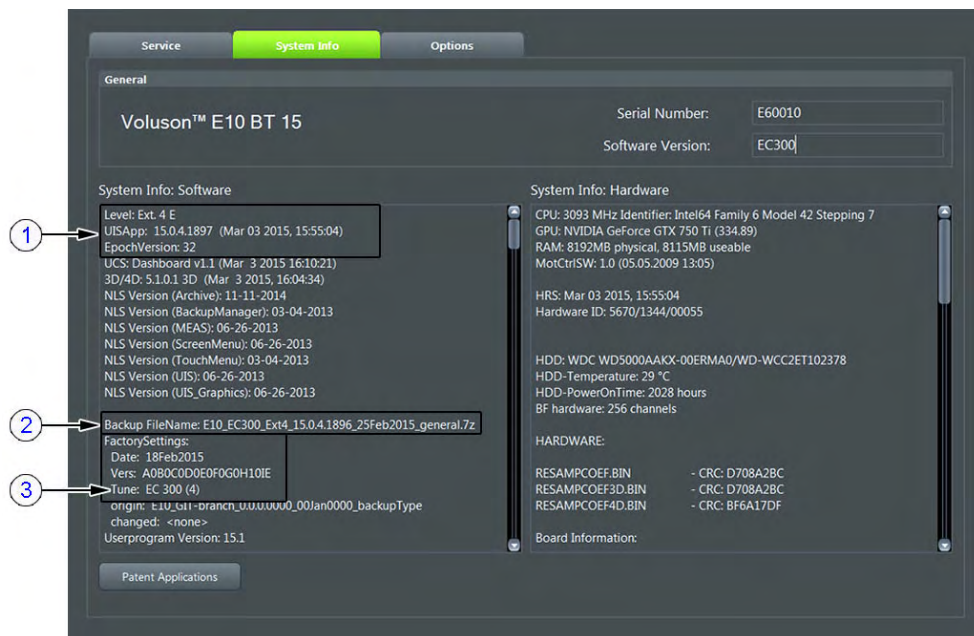 Service
System Info
Options
General
Voluson™ E10 BT 15
Serial Number:
E60010
Software Version:
EC300
System Info: Software
Level: Ext. 4 E
UISApp: 15.0.4.1897 (Mar 03 2015, 15:55:04)
EpochVersion: 32
UCS: Dashboard v1.1 (Mar 3 2015 16:10:21)
3D/4D: 5.1.0.1 3D (Mar 3 2015, 16:04:34)
NLS Version (Archive): 11-11-2014
NLS Version (BackupManager): 03-04-2013
NLS Version (MEAS): 06-26-2013
NLS Version (ScreenMenu): 06-26-2013
NLS Version (TouchMenu): 03-04-2013
NLS Version (UIS): 06-26-2013
NLS Version (UIS_Graphics): 06-26-2013
Backup FileName: E10_EC300_Ext4_15.0.4.1896_25Feb2015_general.7z
FactorySettings:
Date: 18Feb2015
Vers: A0B0C0D0E0F0G0H10IE
Tune: EC 300 (4)
origin: E10_GIT-branch_0.0.0.0000_00Jan0000_backupType
changed: <none>
Userprogram Version: 15.1
1
2
3
System Info: Hardware
CPU: 3093 MHz Identifier: Intel64 Family 6 Model 42 Stepping 7
GPU: NVIDIA GeForce GTX 750 Ti (334.89)
RAM: 8192MB physical, 8115MB useable
MotCtrlSW: 1.0 (05.05.2009 13:05)
HRS: Mar 03 2015, 15:55:04
Hardware ID: 5670/1344/00055
HDD: WDC WD5000AAKX-00ERMA0/WD-WCC2ET102378
HDD-Temperature: 29 °C
HDD-PowerOnTime: 2028 hours
BF hardware: 256 channels
HARDWARE:
RESAMPCOEF.BIN - CRC: D708A2BC
RESAMPCOEF3D.BIN - CRC: D708A2BC
RESAMPCOEF4D.BIN - CRC: BF6A17DF
Board Information:
Patent Applications